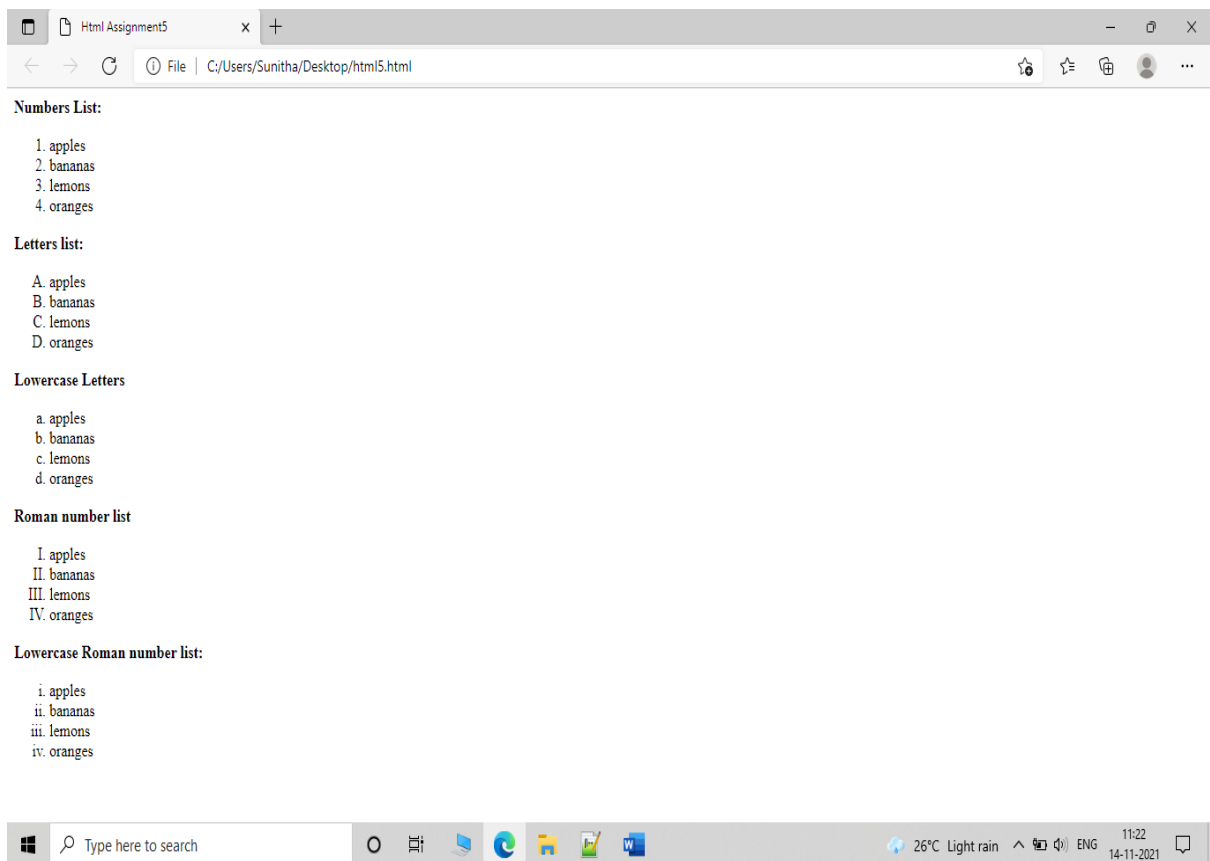 Html Assignment5
File | C:/Users/Sunitha/Desktop/html5.html
Numbers List:
1. apples
2. bananas
3. lemons
4. oranges
Letters list:
A. apples
B. bananas
C. lemons
D. oranges
Lowercase Letters
a. apples
b. bananas
c. lemons
d. oranges
Roman number list
I. apples
II. bananas
III. lemons
IV. oranges
Lowercase Roman number list:
i. apples
ii. bananas
iii. lemons
iv. oranges
Type here to search
26°C Light rain
ENG
11:22
14-11-2021